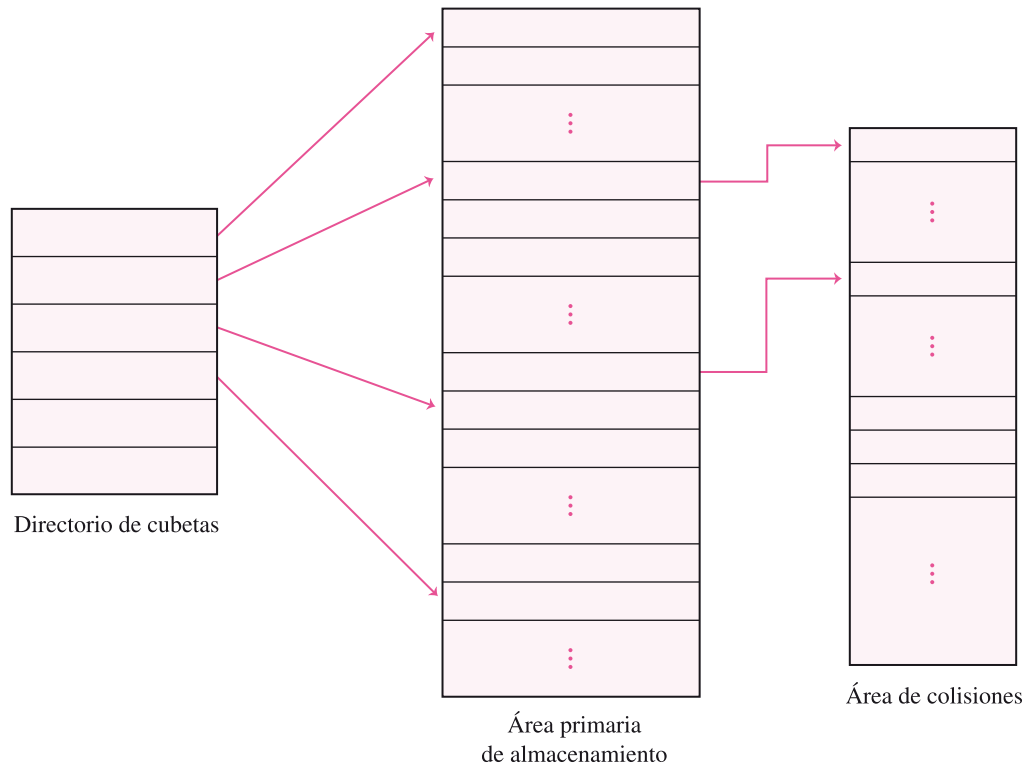 Directorio de cubetas
Área primaria
de almacenamiento
Área de colisiones